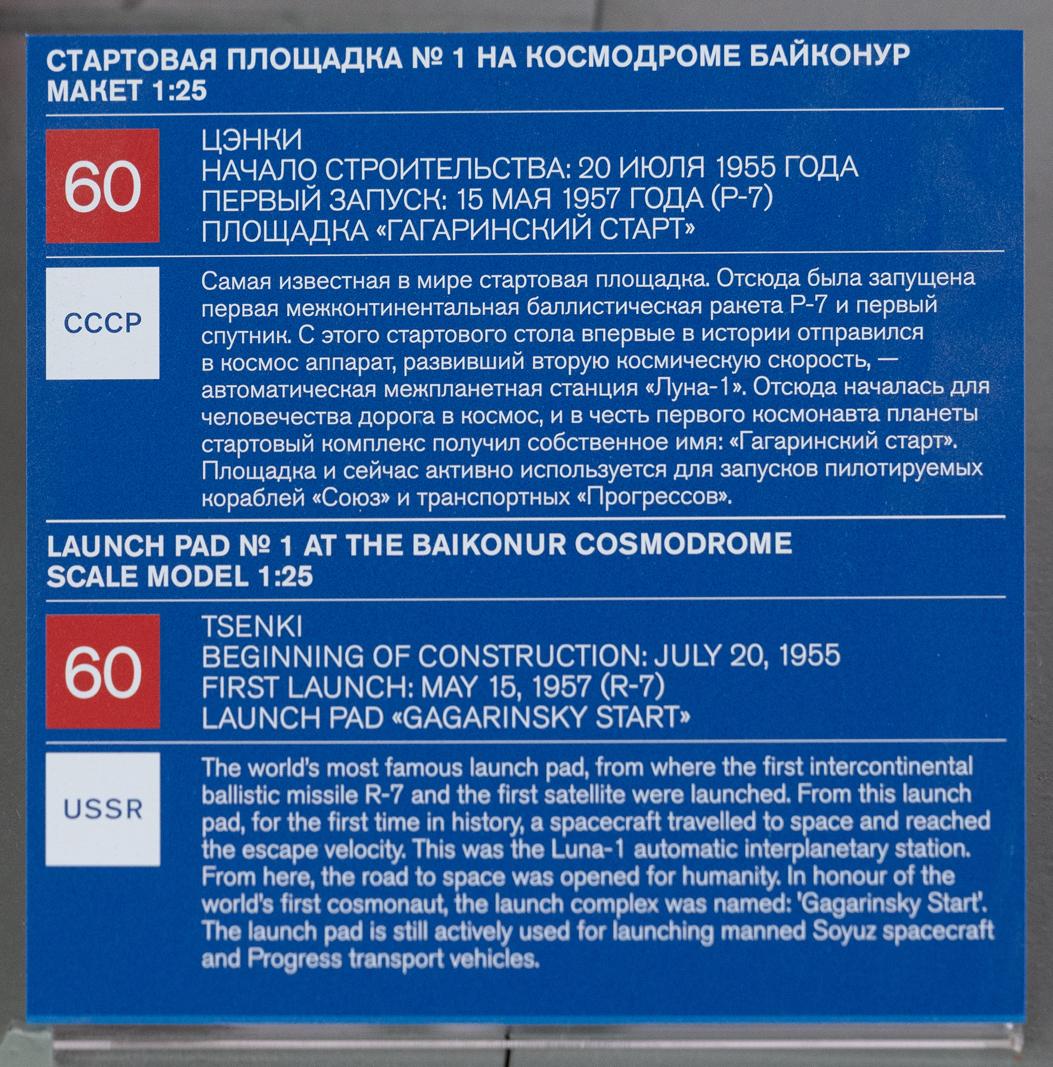 СТАРТОВАЯ ПЛОЩАДКА № 1 НА КОСМОДРОМЕ БАЙКОНУР
МАКЕТ 1:25
60
ЦЭНКИ
НАЧАЛО СТРОИТЕЛЬСТВА: 20 ИЮЛЯ 1955 ГОДА
ПЕРВЫЙ ЗАПУСК: 15 МАЯ 1957 ГОДА (Р-7)
ПЛОЩАДКА «ГАГАРИНСКИЙ СТАРТ»
СССР
Самая известная в мире стартовая площадка. Отсюда была запущена
первая межконтинентальная баллистическая ракета Р-7 и первый
спутник. С этого стартового стола впервые в истории отправился
в космос аппарат, развивший вторую космическую скорость, —
автоматическая межпланетная станция «Луна-1». Отсюда началась для
человечества дорога в космос, и в честь первого космонавта планеты
стартовый комплекс получил собственное имя: «Гагаринский старт».
Площадка и сейчас активно используется для запусков пилотируемых
кораблей «Союз» и транспортных «Прогрессов».
LAUNCH PAD № 1 AT THE BAIKONUR COSMODROME
SCALE MODEL 1:25
60
TSENKI
BEGINNING OF CONSTRUCTION: JULY 20, 1955
FIRST LAUNCH: MAY 15, 1957 (R-7)
LAUNCH PAD «GAGARINSKY START»
USSR
The world's most famous launch pad, from where the first intercontinental
ballistic missile R-7 and the first satellite were launched. From this launch
pad, for the first time in history, a spacecraft travelled to space and reached
the escape velocity. This was the Luna-1 automatic interplanetary station.
From here, the road to space was opened for humanity. In honour of the
world's first cosmonaut, the launch complex was named: 'Gagarinsky Start'.
The launch pad is still actively used for launching manned Soyuz spacecraft
and Progress transport vehicles.